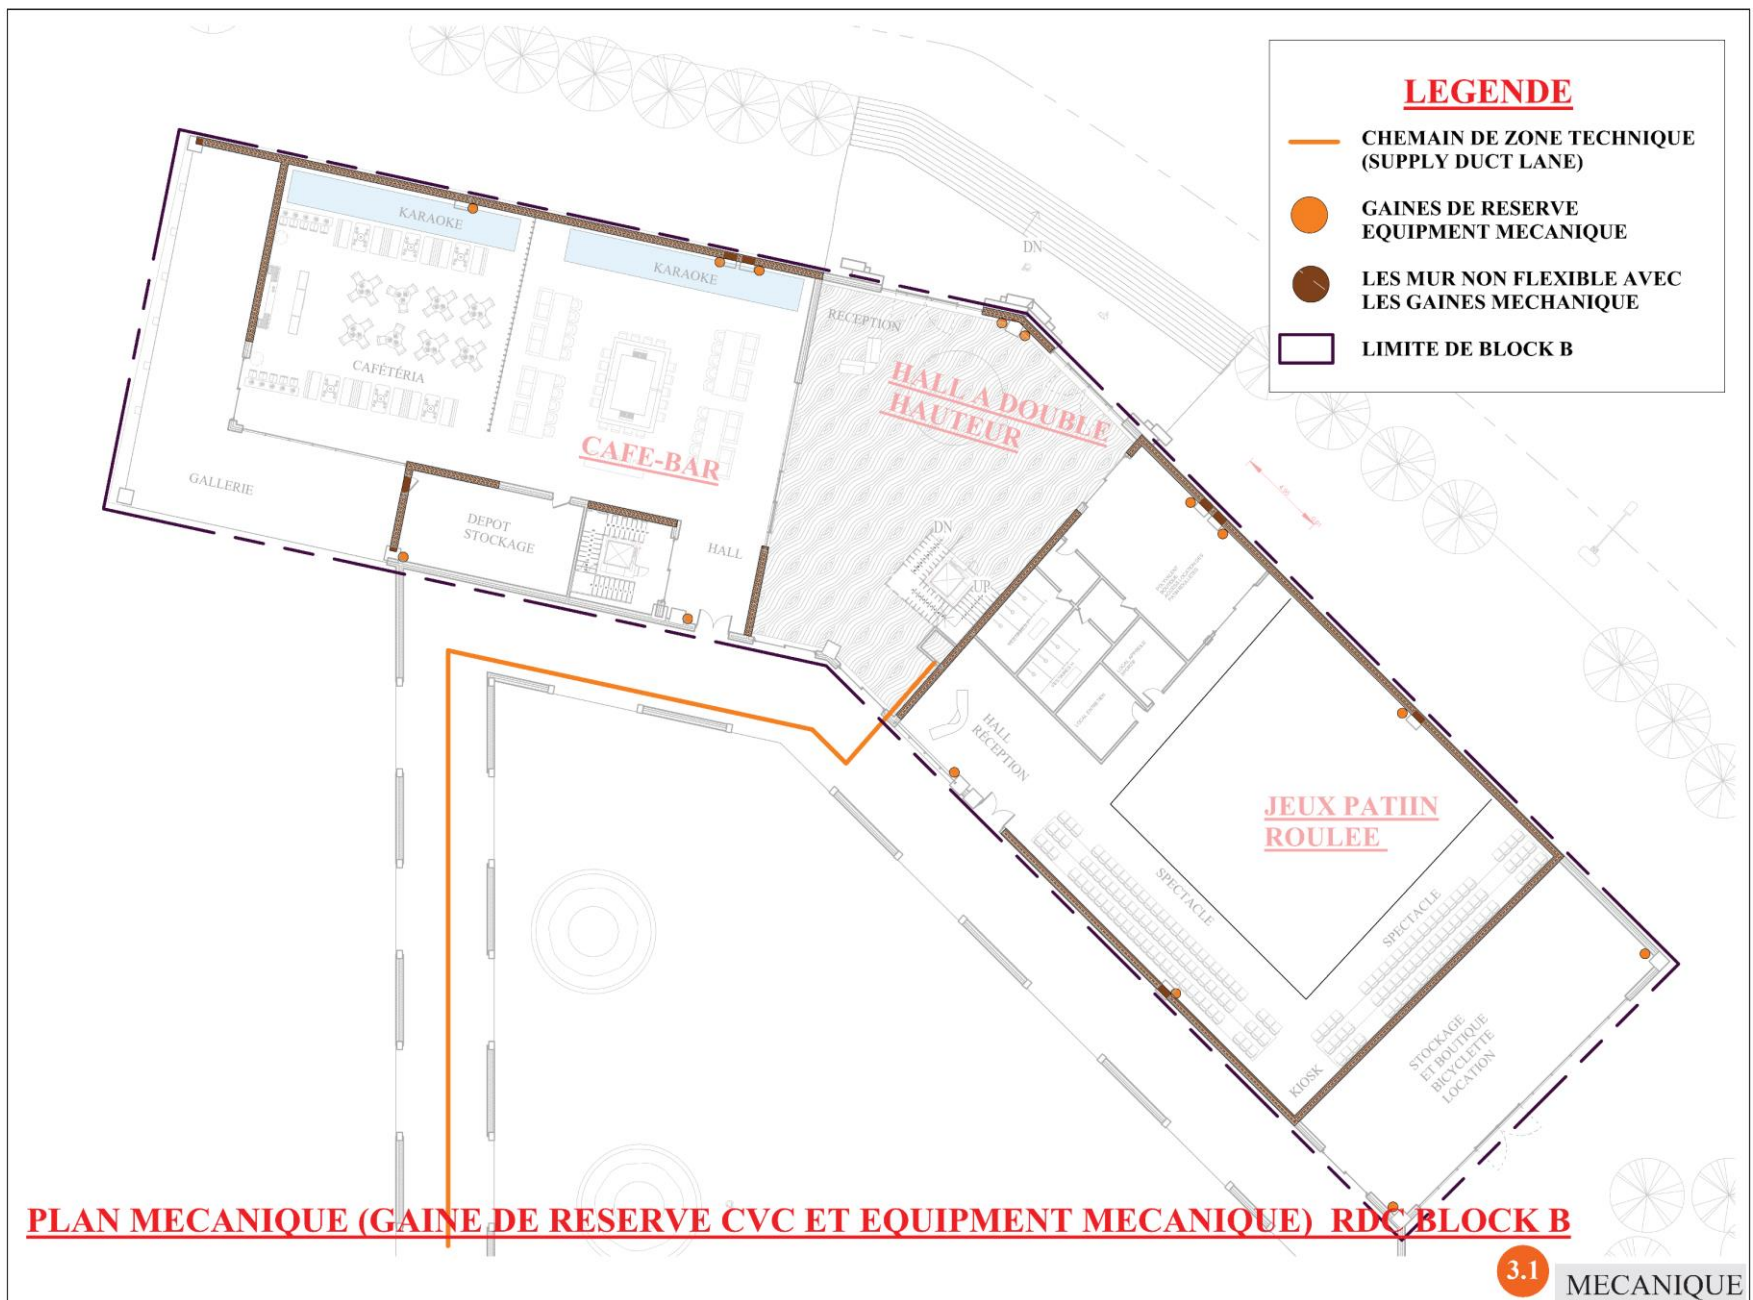 LEGENDE
CHEMAIN DE ZONE TECHNIQUE
(SUPPLY DUCT LANE)
GAINES DE RESERVE
EQUIPMENT MECANIQUE
LES MUR NON FLEXIBLE AVEC
LES GAINES MECHANIQUE
LIMITE DE BLOCK B
KARAOKE
KARAOKE
DN
RECEPTION
CAFÉTÉRIA
HALL A DOUBLE
HAUTEUR
CAFE-BAR
GALLERIE
DEPOT
STOCKAGE
HALL
DN
UP
HALL
RÉCEPTION
JEUX PATIIN
ROULEE
SPECTACLE
SPECTACLE
KIOSK
STOCKAGE
ET BOUTIQUE
BICYCLETTE
LOCATION
PLAN MECANIQUE (GAINE DE RESERVE CVC ET EQUIPMENT MECANIQUE) RDC BLOCK B
3.1
MECANIQUE